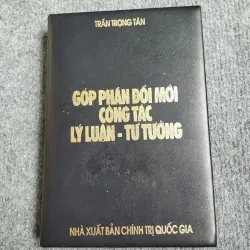 TRẦN TRỌNG TÂN
GÓP PHẦN ĐỔI MỚI
CÔNG TÁC
LÝ LUẬN - TƯ TƯỞNG
NHÀ XUẤT BẢN CHÍNH TRỊ QUỐC GIA